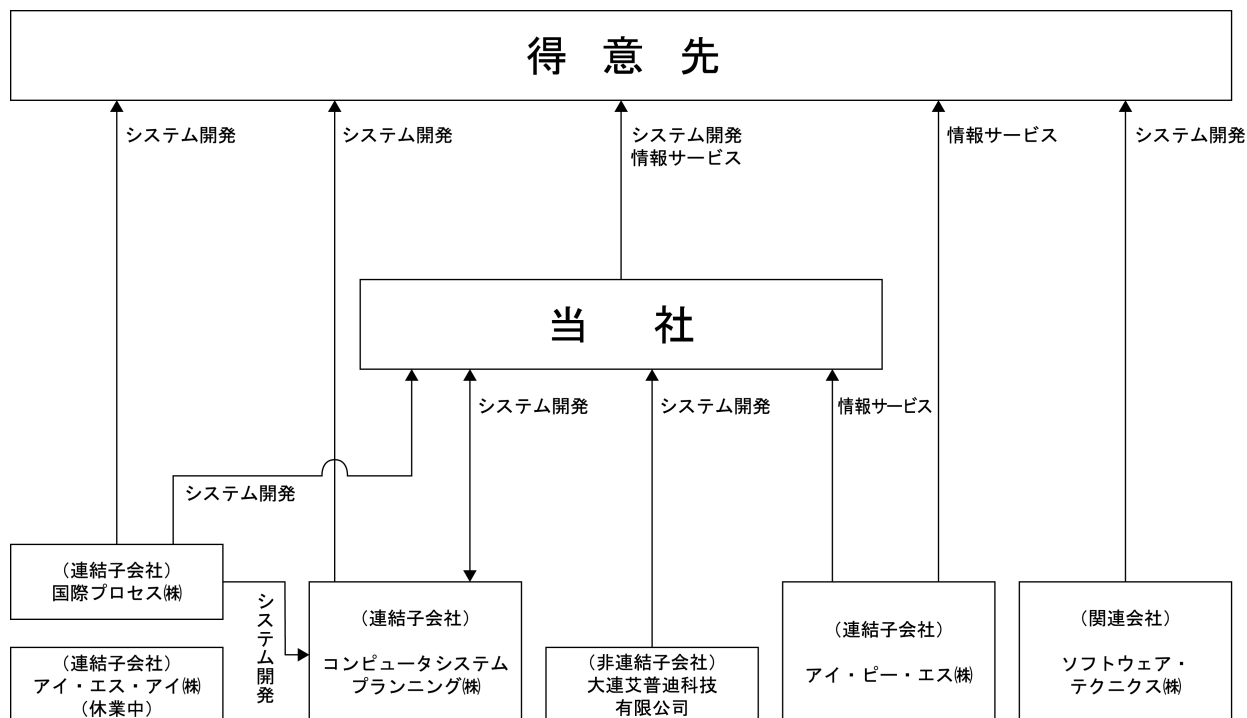 得意先
システム開発
システム開発
システム開発
情報サービス
情報サービス
システム開発
当社
システム開発
システム開発
情報サービス
システム開発
(連結子会社)
国際プロセス㈱
システム開発
(連結子会社)
アイ・エス・アイ㈱
(休業中)
(連結子会社)
コンピュータシステム
プランニング㈱
(非連結子会社)
大連艾普迪科技
有限公司
(連結子会社)
アイ・ピー・エス㈱
(関連会社)
ソフトウェア・
テクニクス㈱